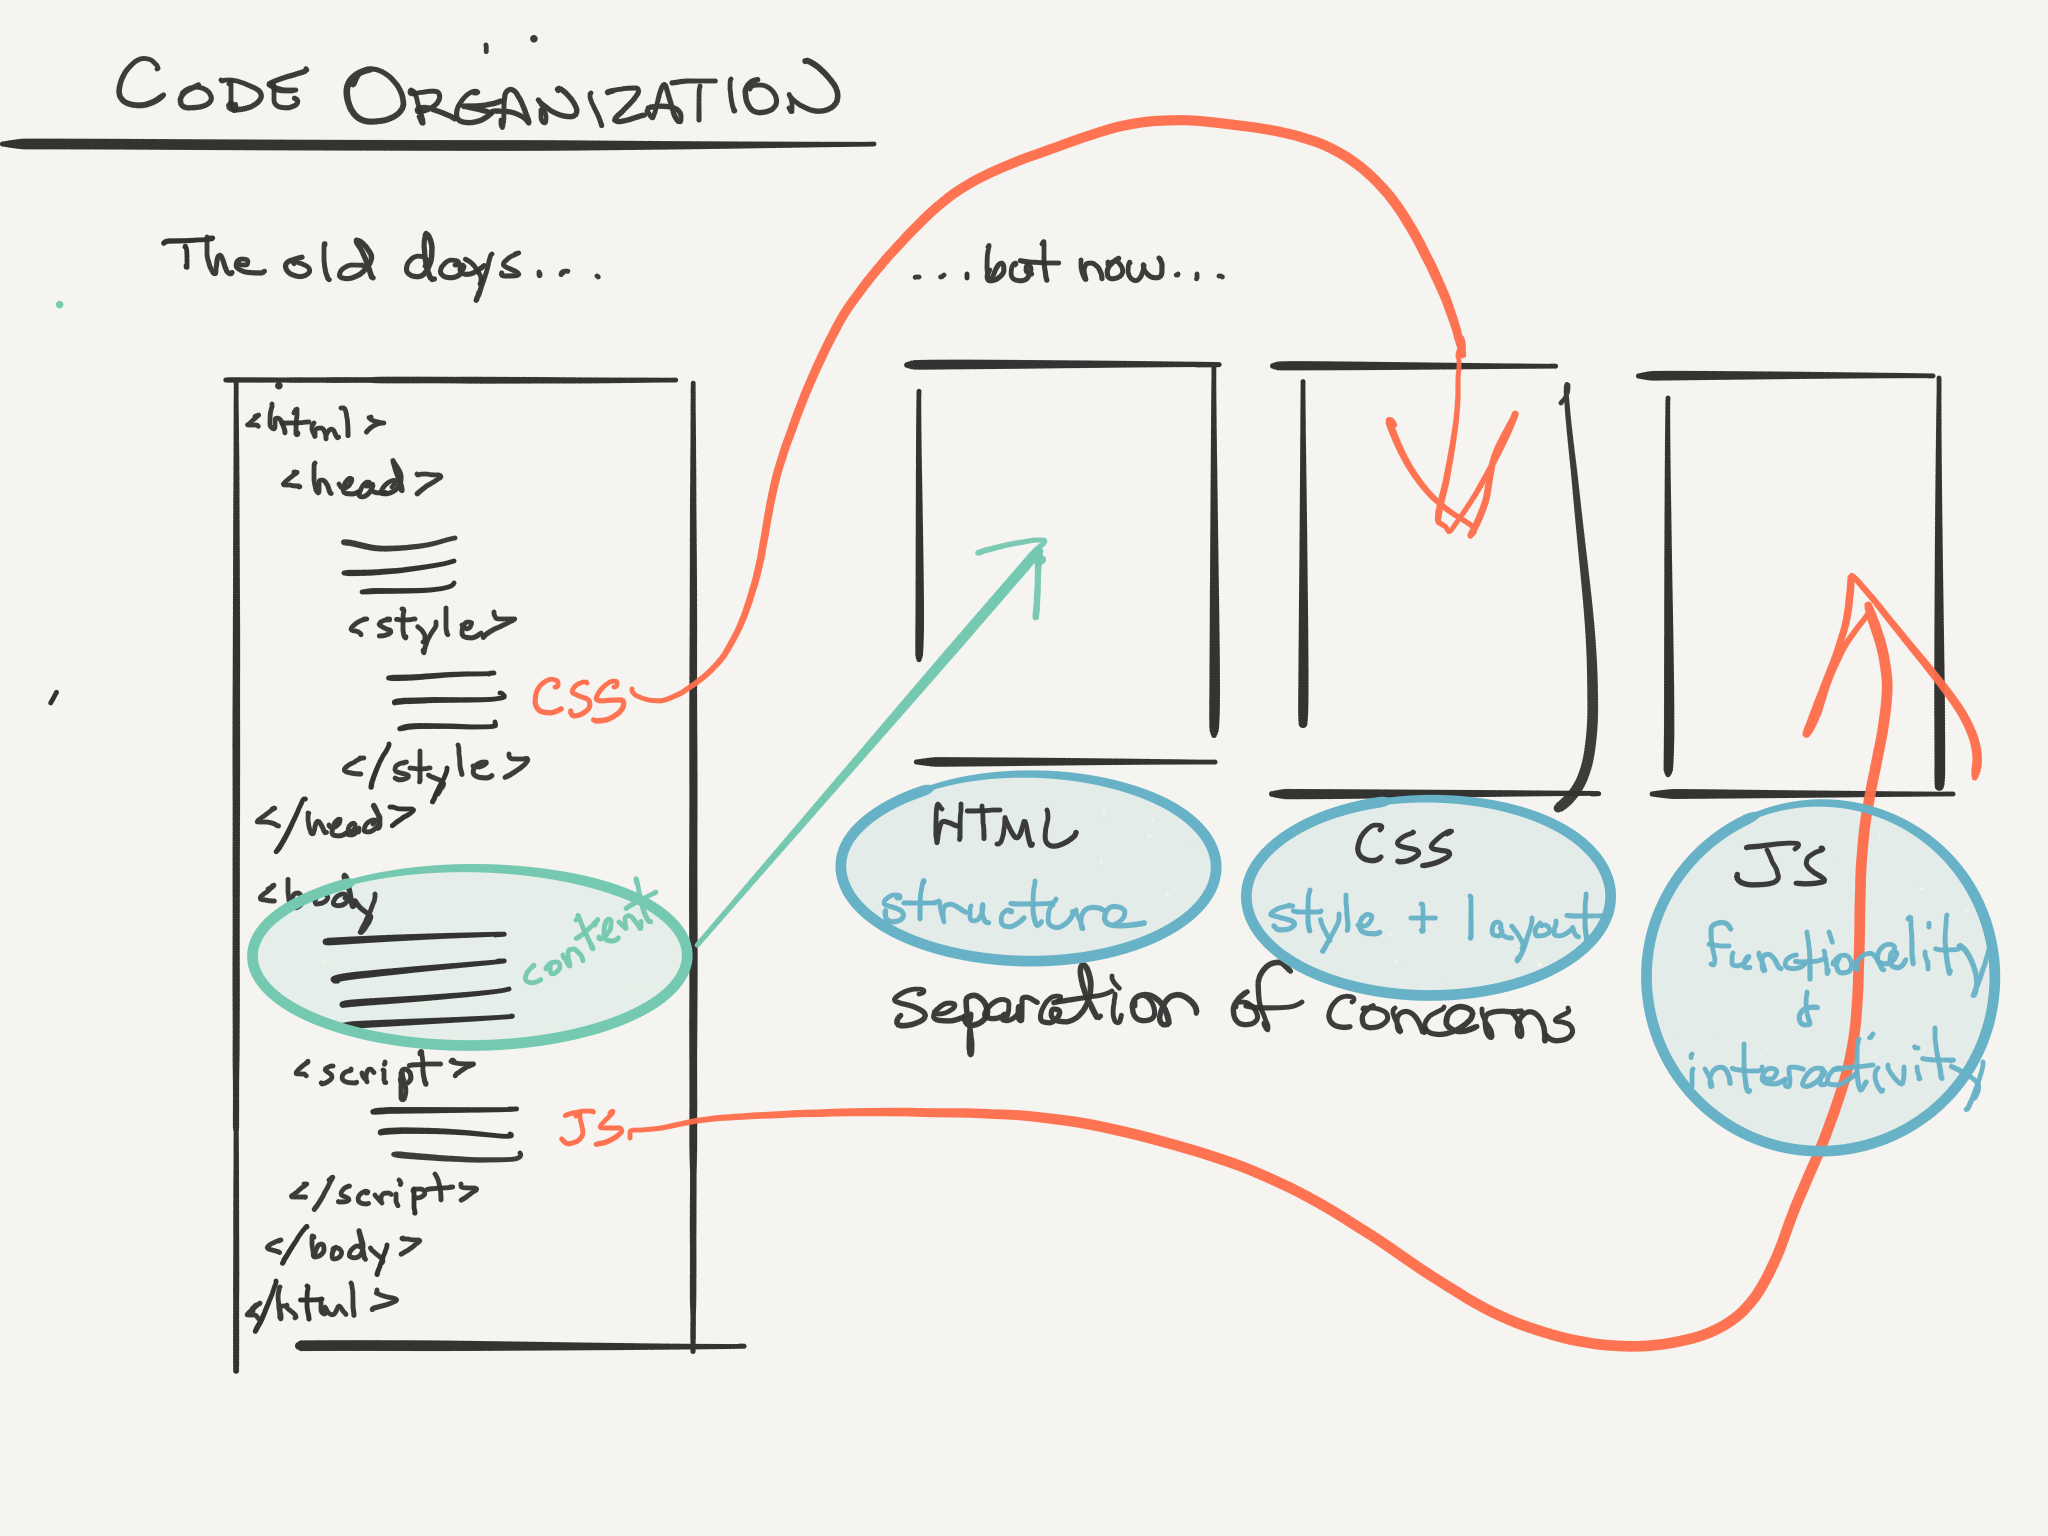 CODE ORGANIZATION
The old days...
...but now...
<html>
<head>
<style>
CSS
</style>
</head>
<body
content
<script>
JS
</script>
</body>
</html>
HTML
structure
CSS
style + layout
JS
functionality
&
interactivity
separation of concerns